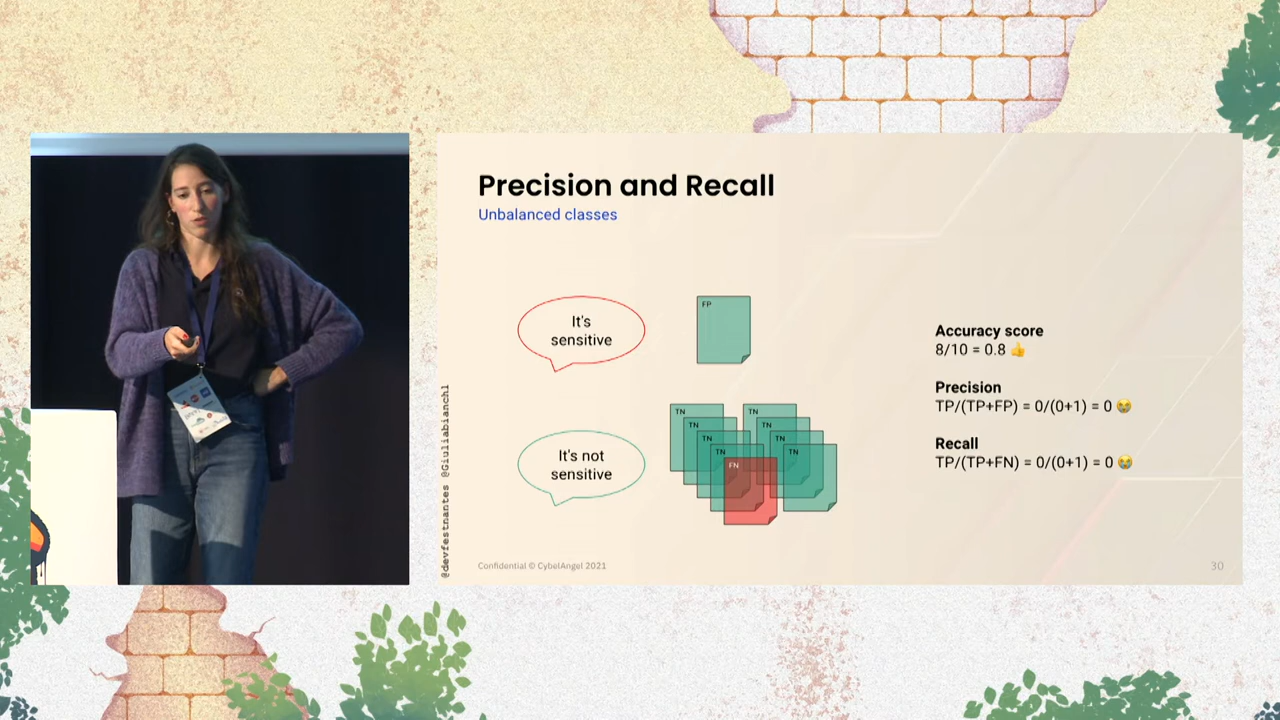 Precision and Recall
Unbalanced classes
It's
sensitive
FP
Accuracy score
8/10 = 0.8 👍
Precision
TP/(TP+FP) = 0/(0+1) = 0 😭
Recall
TP/(TP+FN) = 0/(0+1) = 0 😭
It's not
sensitive
TN
TN
TN
TN
FN
TN
TN
TN
TN
@devfestnantes @Giuliabianchl
Confidential © CybelAngel 2021
30